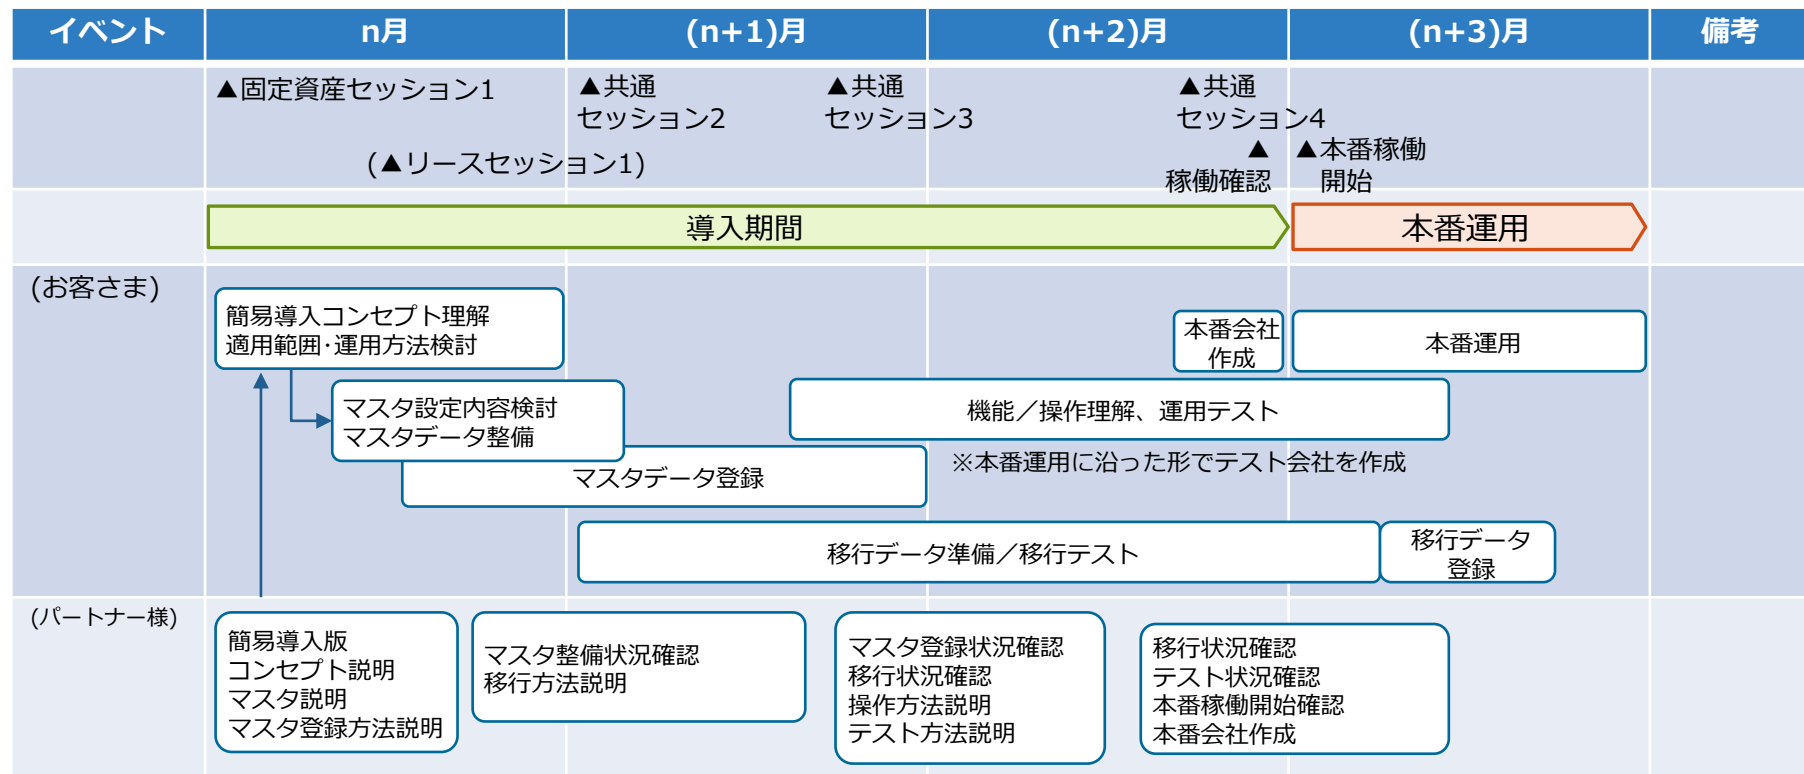 イベント
n月
(n+1)月
(n+2)月
(n+3)月
備考
▲固定資産セッション1
▲共通
セッション2
▲共通
セッション3
▲共通
セッション4
(▲リースセッション1)
▲
稼働確認
▲本番稼働
開始
導入期間
本番運用
(お客さま)
簡易導入コンセプト理解
適用範囲･運用方法検討
本番会社
作成
本番運用
マスタ設定内容検討
マスタデータ整備
機能／操作理解、運用テスト
マスタデータ登録
※本番運用に沿った形でテスト会社を作成
移行データ準備／移行テスト
移行データ
登録
(パートナー様)
簡易導入版
コンセプト説明
マスタ説明
マスタ登録方法説明
マスタ整備状況確認
移行方法説明
マスタ登録状況確認
移行状況確認
操作方法説明
テスト方法説明
移行状況確認
テスト状況確認
本番稼働開始確認
本番会社作成